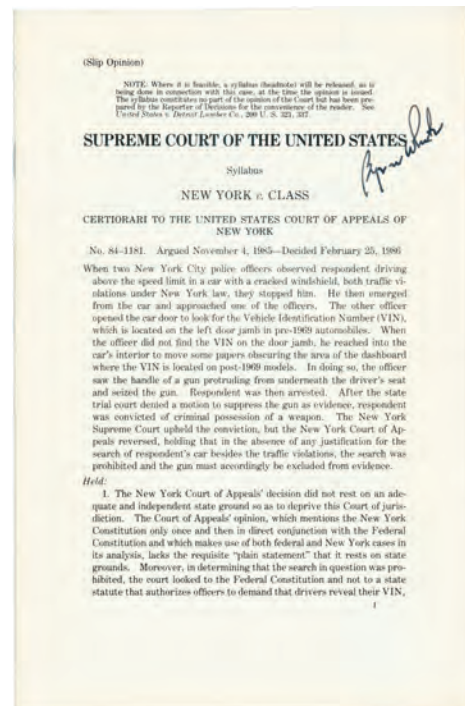 (Slip Opinion)
NOTE: Where it is feasible, a syllabus (headnote) will be released, as is
being done in connection with this case, at the time the opinion is issued.
The syllabus constitutes no part of the opinion of the Court but has been pre-
pared by the Reporter of Decisions for the convenience of the reader. See
United States v. Detroit Lumber Co., 200 U. S. 321, 337.
SUPREME COURT OF THE UNITED STATES
Byron White
Syllabus
NEW YORK v. CLASS
CERTIORARI TO THE UNITED STATES COURT OF APPEALS OF
NEW YORK
No. 84-1181. Argued November 4, 1985—Decided February 25, 1986
When two New York City police officers observed respondent driving
above the speed limit in a car with a cracked windshield, both traffic vi-
olations under New York law, they stopped him. He then emerged
from the car and approached one of the officers. The other officer
opened the car door to look for the Vehicle Identification Number (VIN),
which is located on the left door jamb in pre-1969 automobiles. When
the officer did not find the VIN on the door jamb, he reached into the
car's interior to move some papers obscuring the area of the dashboard
where the VIN is located on post-1969 models. In doing so, the officer
saw the handle of a gun protruding from underneath the driver's seat
and seized the gun. Respondent was then arrested. After the state
trial court denied a motion to suppress the gun as evidence, respondent
was convicted of criminal possession of a weapon. The New York
Supreme Court upheld the conviction, but the New York Court of Ap-
peals reversed, holding that in the absence of any justification for the
search of respondent's car besides the traffic violations, the search was
prohibited and the gun must accordingly be excluded from evidence.
Held:
1. The New York Court of Appeals' decision did not rest on an ade-
quate and independent state ground so as to deprive this Court of juris-
diction. The Court of Appeals' opinion, which mentions the New York
Constitution only once and then in direct conjunction with the Federal
Constitution and which makes use of both federal and New York cases in
its analysis, lacks the requisite "plain statement" that it rests on state
grounds. Moreover, in determining that the search in question was pro-
hibited, the court looked to the Federal Constitution and not to a state
statute that authorizes officers to demand that drivers reveal their VIN,
I